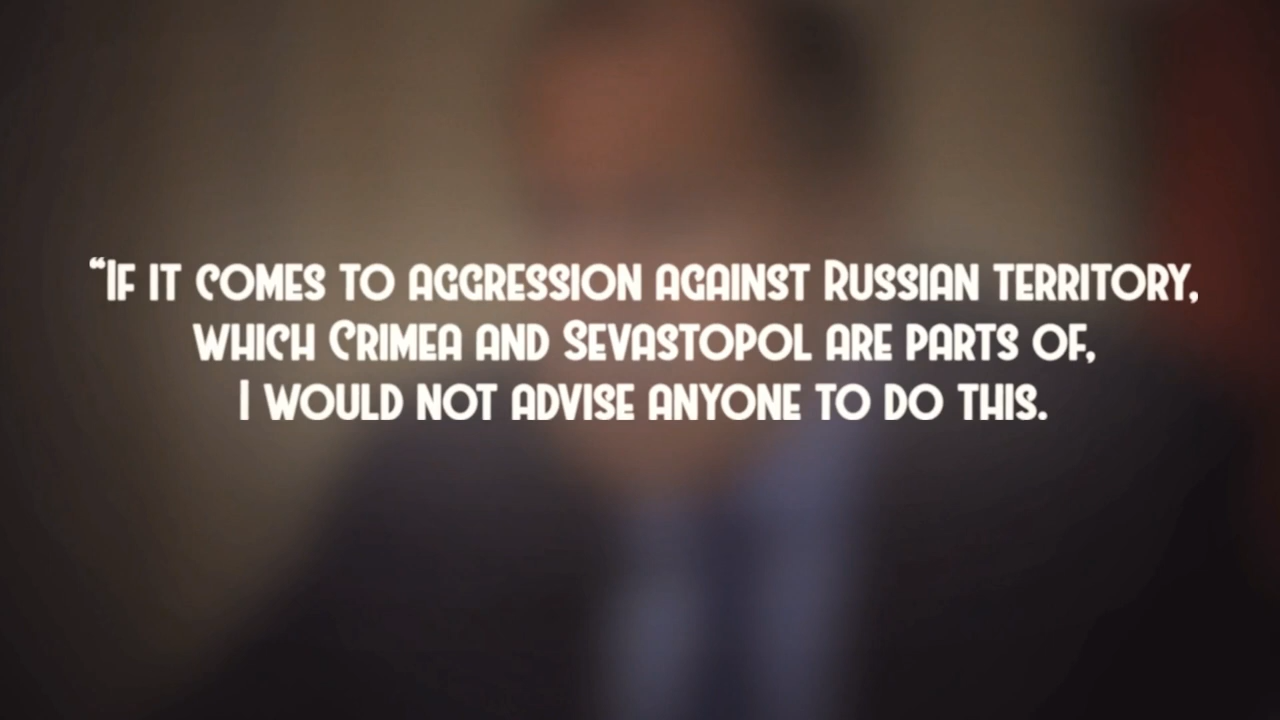 “If it comes to aggression against Russian territory,
which Crimea and Sevastopol are parts of,
I would not advise anyone to do this.